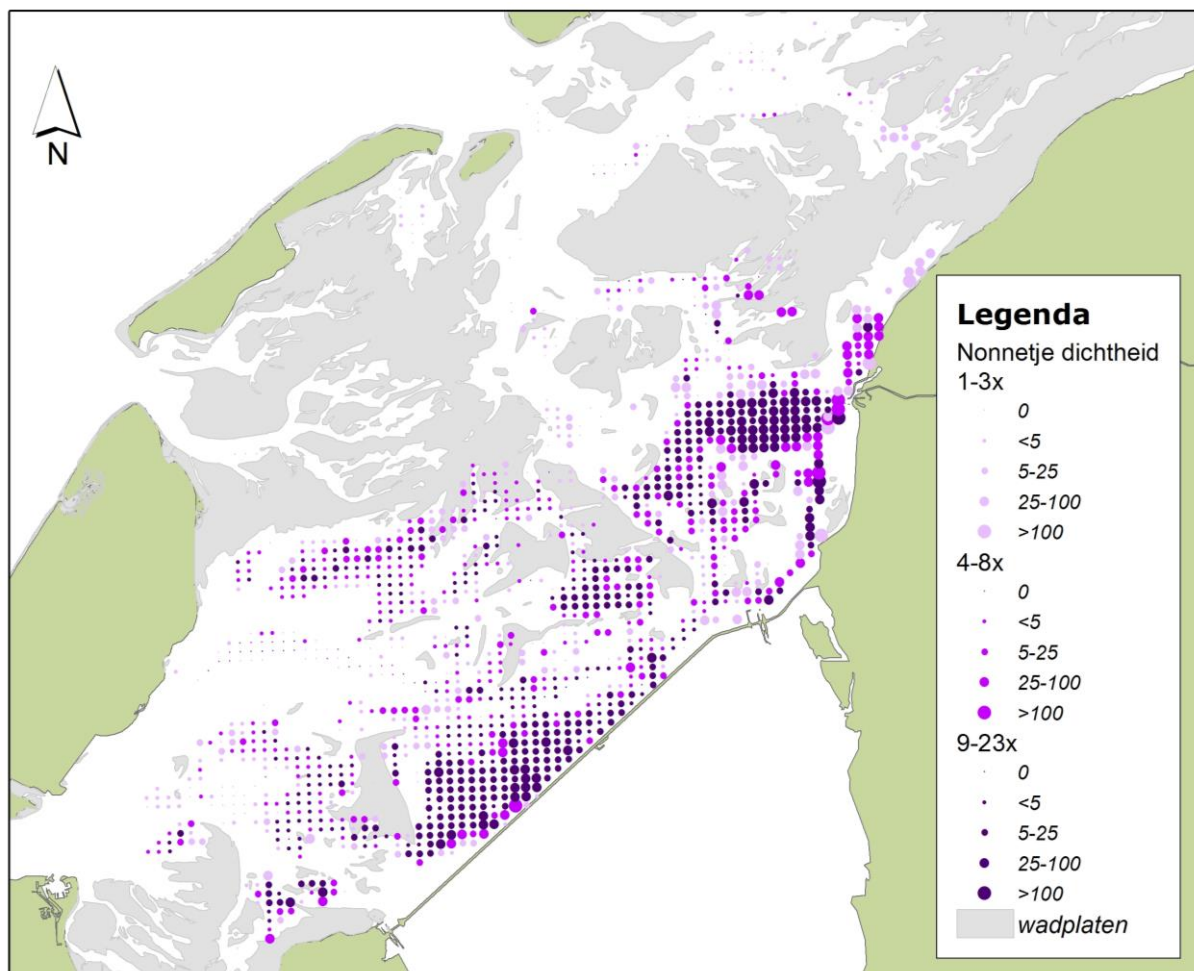 N
Legenda
Nonnetje dichtheid
1-3x
0
<5
5-25
25-100
>100
4-8x
0
<5
5-25
25-100
>100
9-23x
0
<5
5-25
25-100
>100
wadplaten